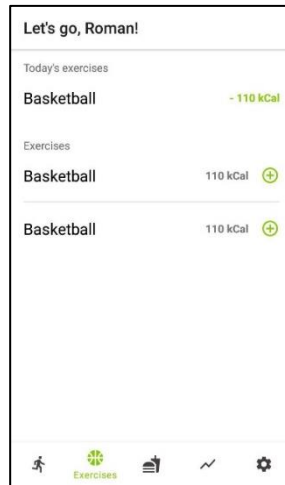 Let's go, Roman!
Today's exercises
Basketball - 110 kCal
Exercises
Basketball 110 kCal
Basketball 110 kCal
Exercises